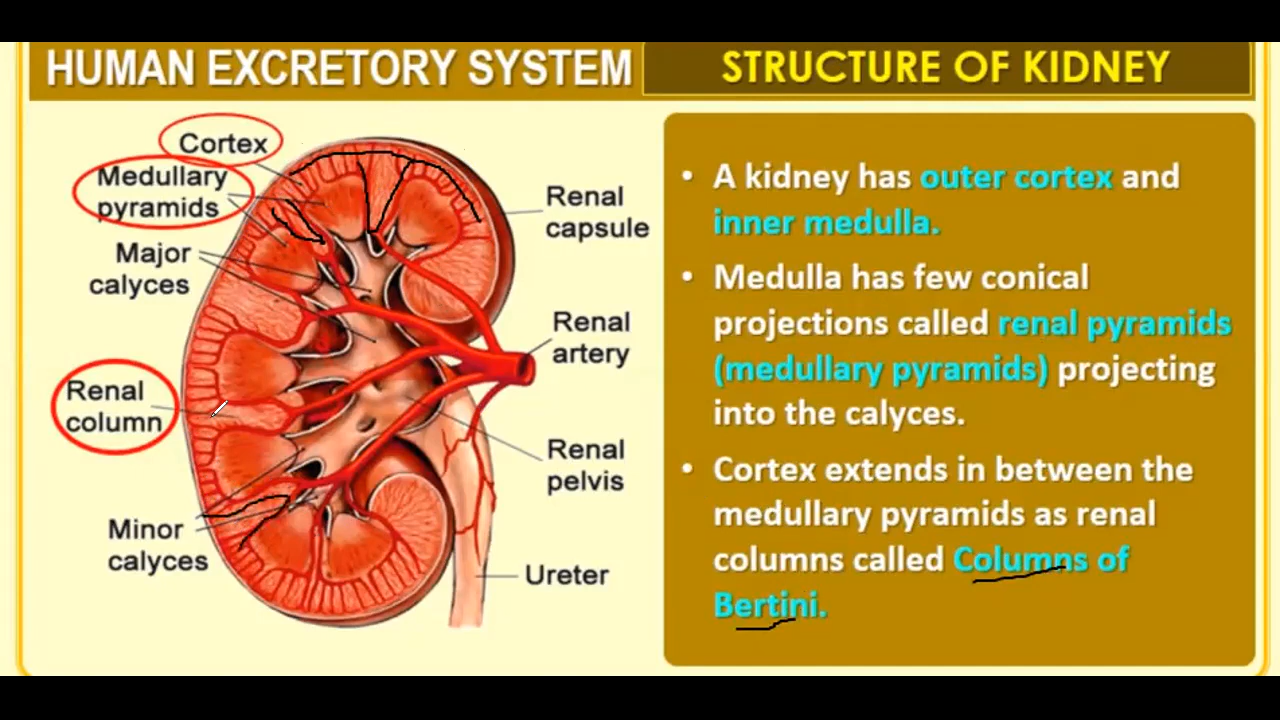 HUMAN EXCRETORY SYSTEM
STRUCTURE OF KIDNEY
Cortex
Medullary
pyramids
Major
calyces
Renal
column
Minor
calyces
Renal
capsule
Renal
artery
Renal
pelvis
Ureter
• A kidney has outer cortex and
inner medulla.
• Medulla has few conical
projections called renal pyramids
(medullary pyramids) projecting
into the calyces.
• Cortex extends in between the
medullary pyramids as renal
columns called Columns of
Bertini.